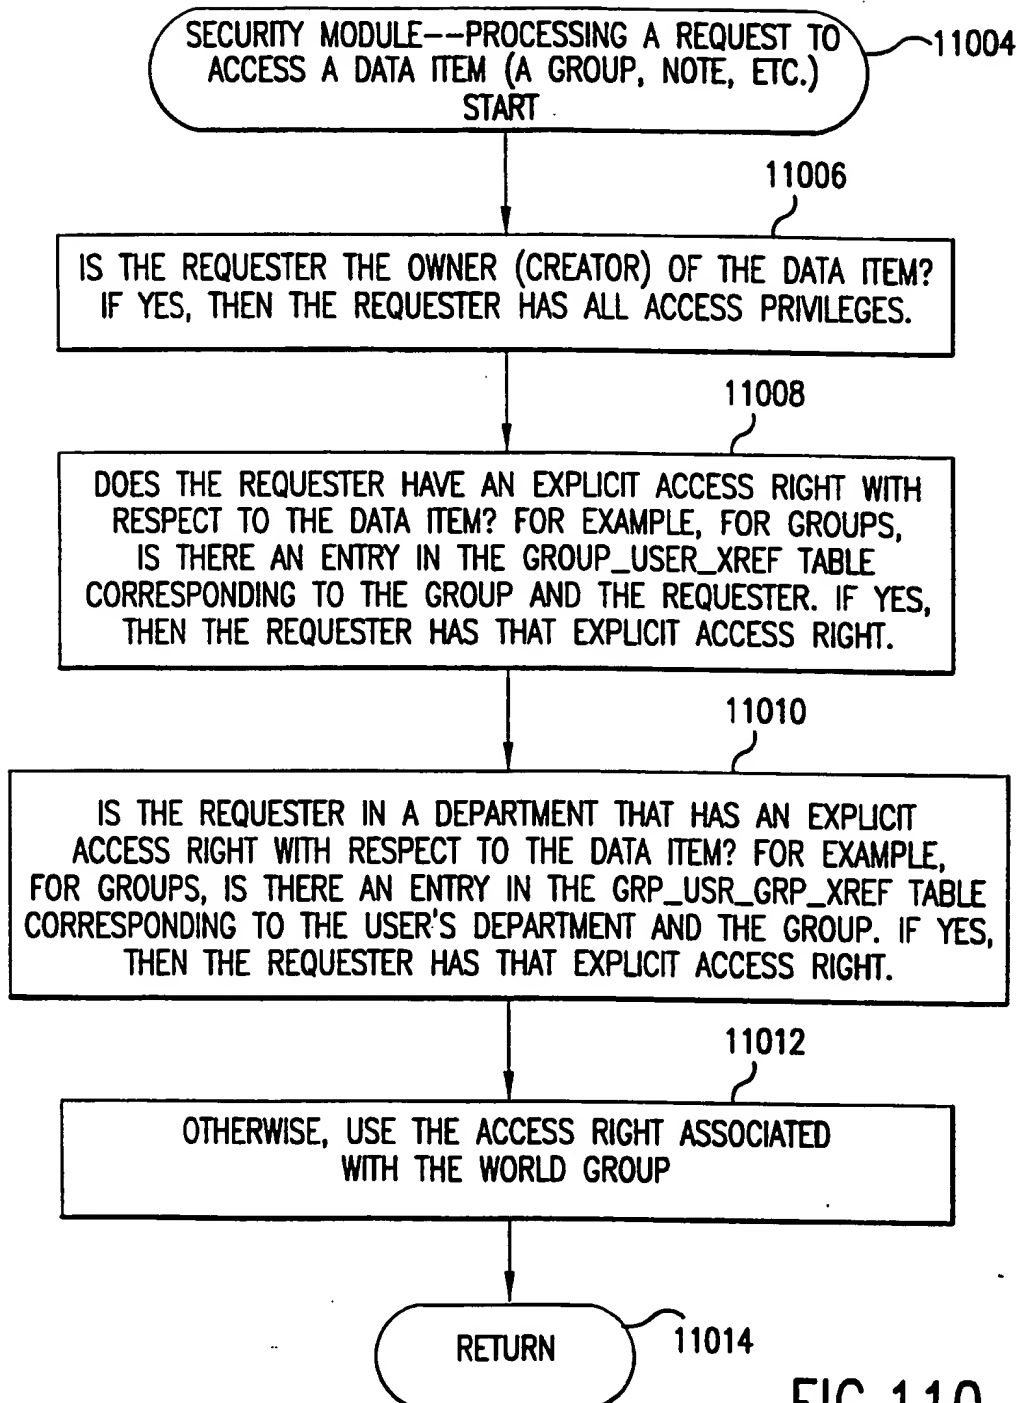 SECURITY MODULE--PROCESSING A REQUEST TO
ACCESS A DATA ITEM (A GROUP, NOTE, ETC.)
START
11004
11006
IS THE REQUESTER THE OWNER (CREATOR) OF THE DATA ITEM?
IF YES, THEN THE REQUESTER HAS ALL ACCESS PRIVILEGES.
11008
DOES THE REQUESTER HAVE AN EXPLICIT ACCESS RIGHT WITH
RESPECT TO THE DATA ITEM? FOR EXAMPLE, FOR GROUPS,
IS THERE AN ENTRY IN THE GROUP_USER_XREF TABLE
CORRESPONDING TO THE GROUP AND THE REQUESTER. IF YES,
THEN THE REQUESTER HAS THAT EXPLICIT ACCESS RIGHT.
11010
IS THE REQUESTER IN A DEPARTMENT THAT HAS AN EXPLICIT
ACCESS RIGHT WITH RESPECT TO THE DATA ITEM? FOR EXAMPLE,
FOR GROUPS, IS THERE AN ENTRY IN THE GRP_USR_GRP_XREF TABLE
CORRESPONDING TO THE USER'S DEPARTMENT AND THE GROUP. IF YES,
THEN THE REQUESTER HAS THAT EXPLICIT ACCESS RIGHT.
11012
OTHERWISE, USE THE ACCESS RIGHT ASSOCIATED
WITH THE WORLD GROUP
RETURN
11014
FIG. 110